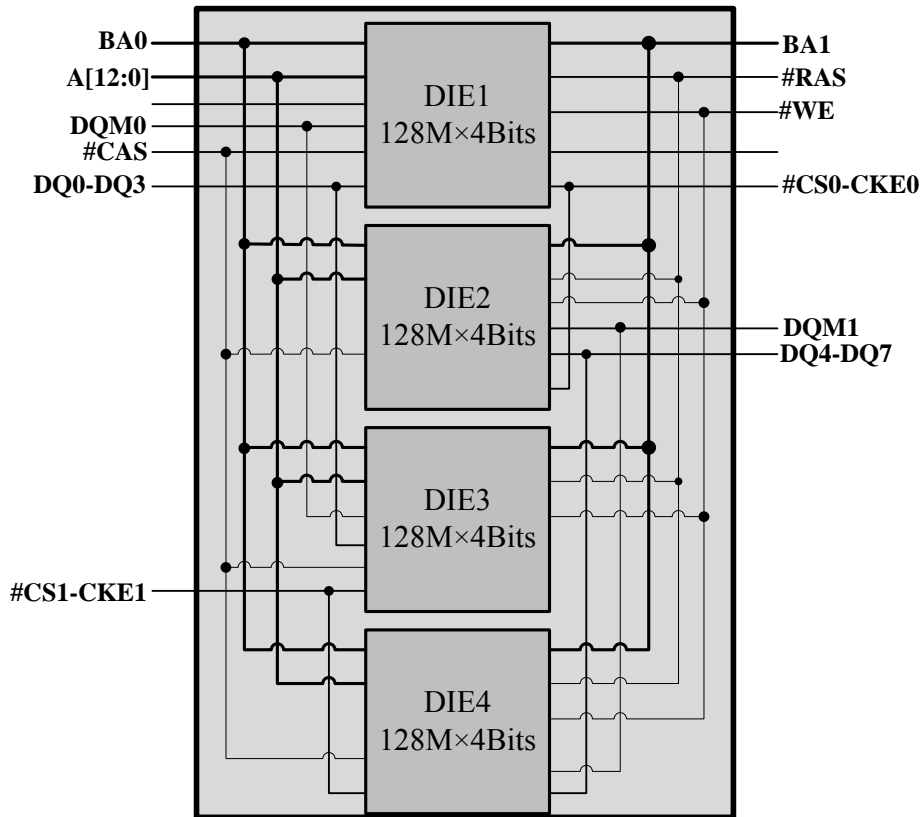 BA0
A[12:0]
DQM0
#CAS
DQ0-DQ3
#CS1-CKE1
DIE1
128M×4Bits
DIE2
128M×4Bits
DIE3
128M×4Bits
DIE4
128M×4Bits
BA1
#RAS
#WE
#CS0-CKE0
DQM1
DQ4-DQ7